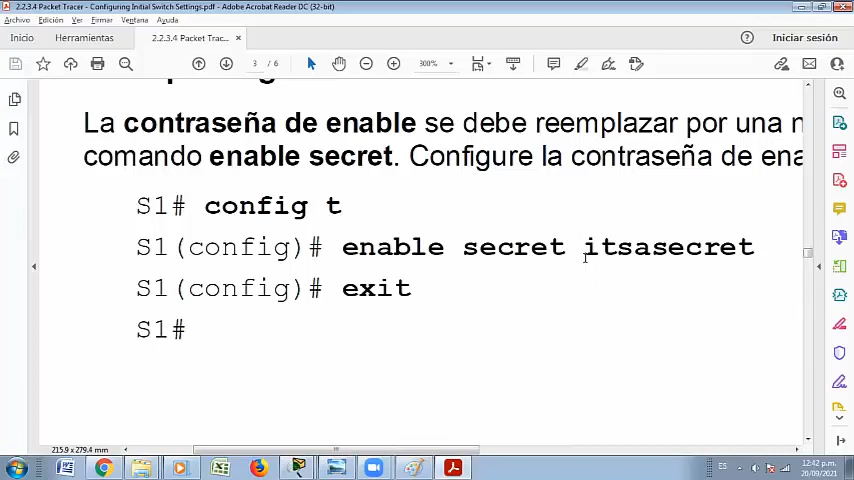 2.2.3.4 Packet Tracer - Configuring Initial Switch Settings.pdf - Adobe Acrobat Reader DC (32-bit)
Archivo Edición Ver Firmar Ventana Ayuda
Inicio Herramientas 2.2.3.4 Packet Trac... × Iniciar sesión
3 / 6 300%
La contraseña de enable se debe reemplazar por una
comando enable secret. Configure la contraseña de ena
S1# config t
S1(config)# enable secret itsasecret
S1(config)# exit
S1#
215.9 x 279.4 mm
ES 12:42 p.m.
20/09/2021